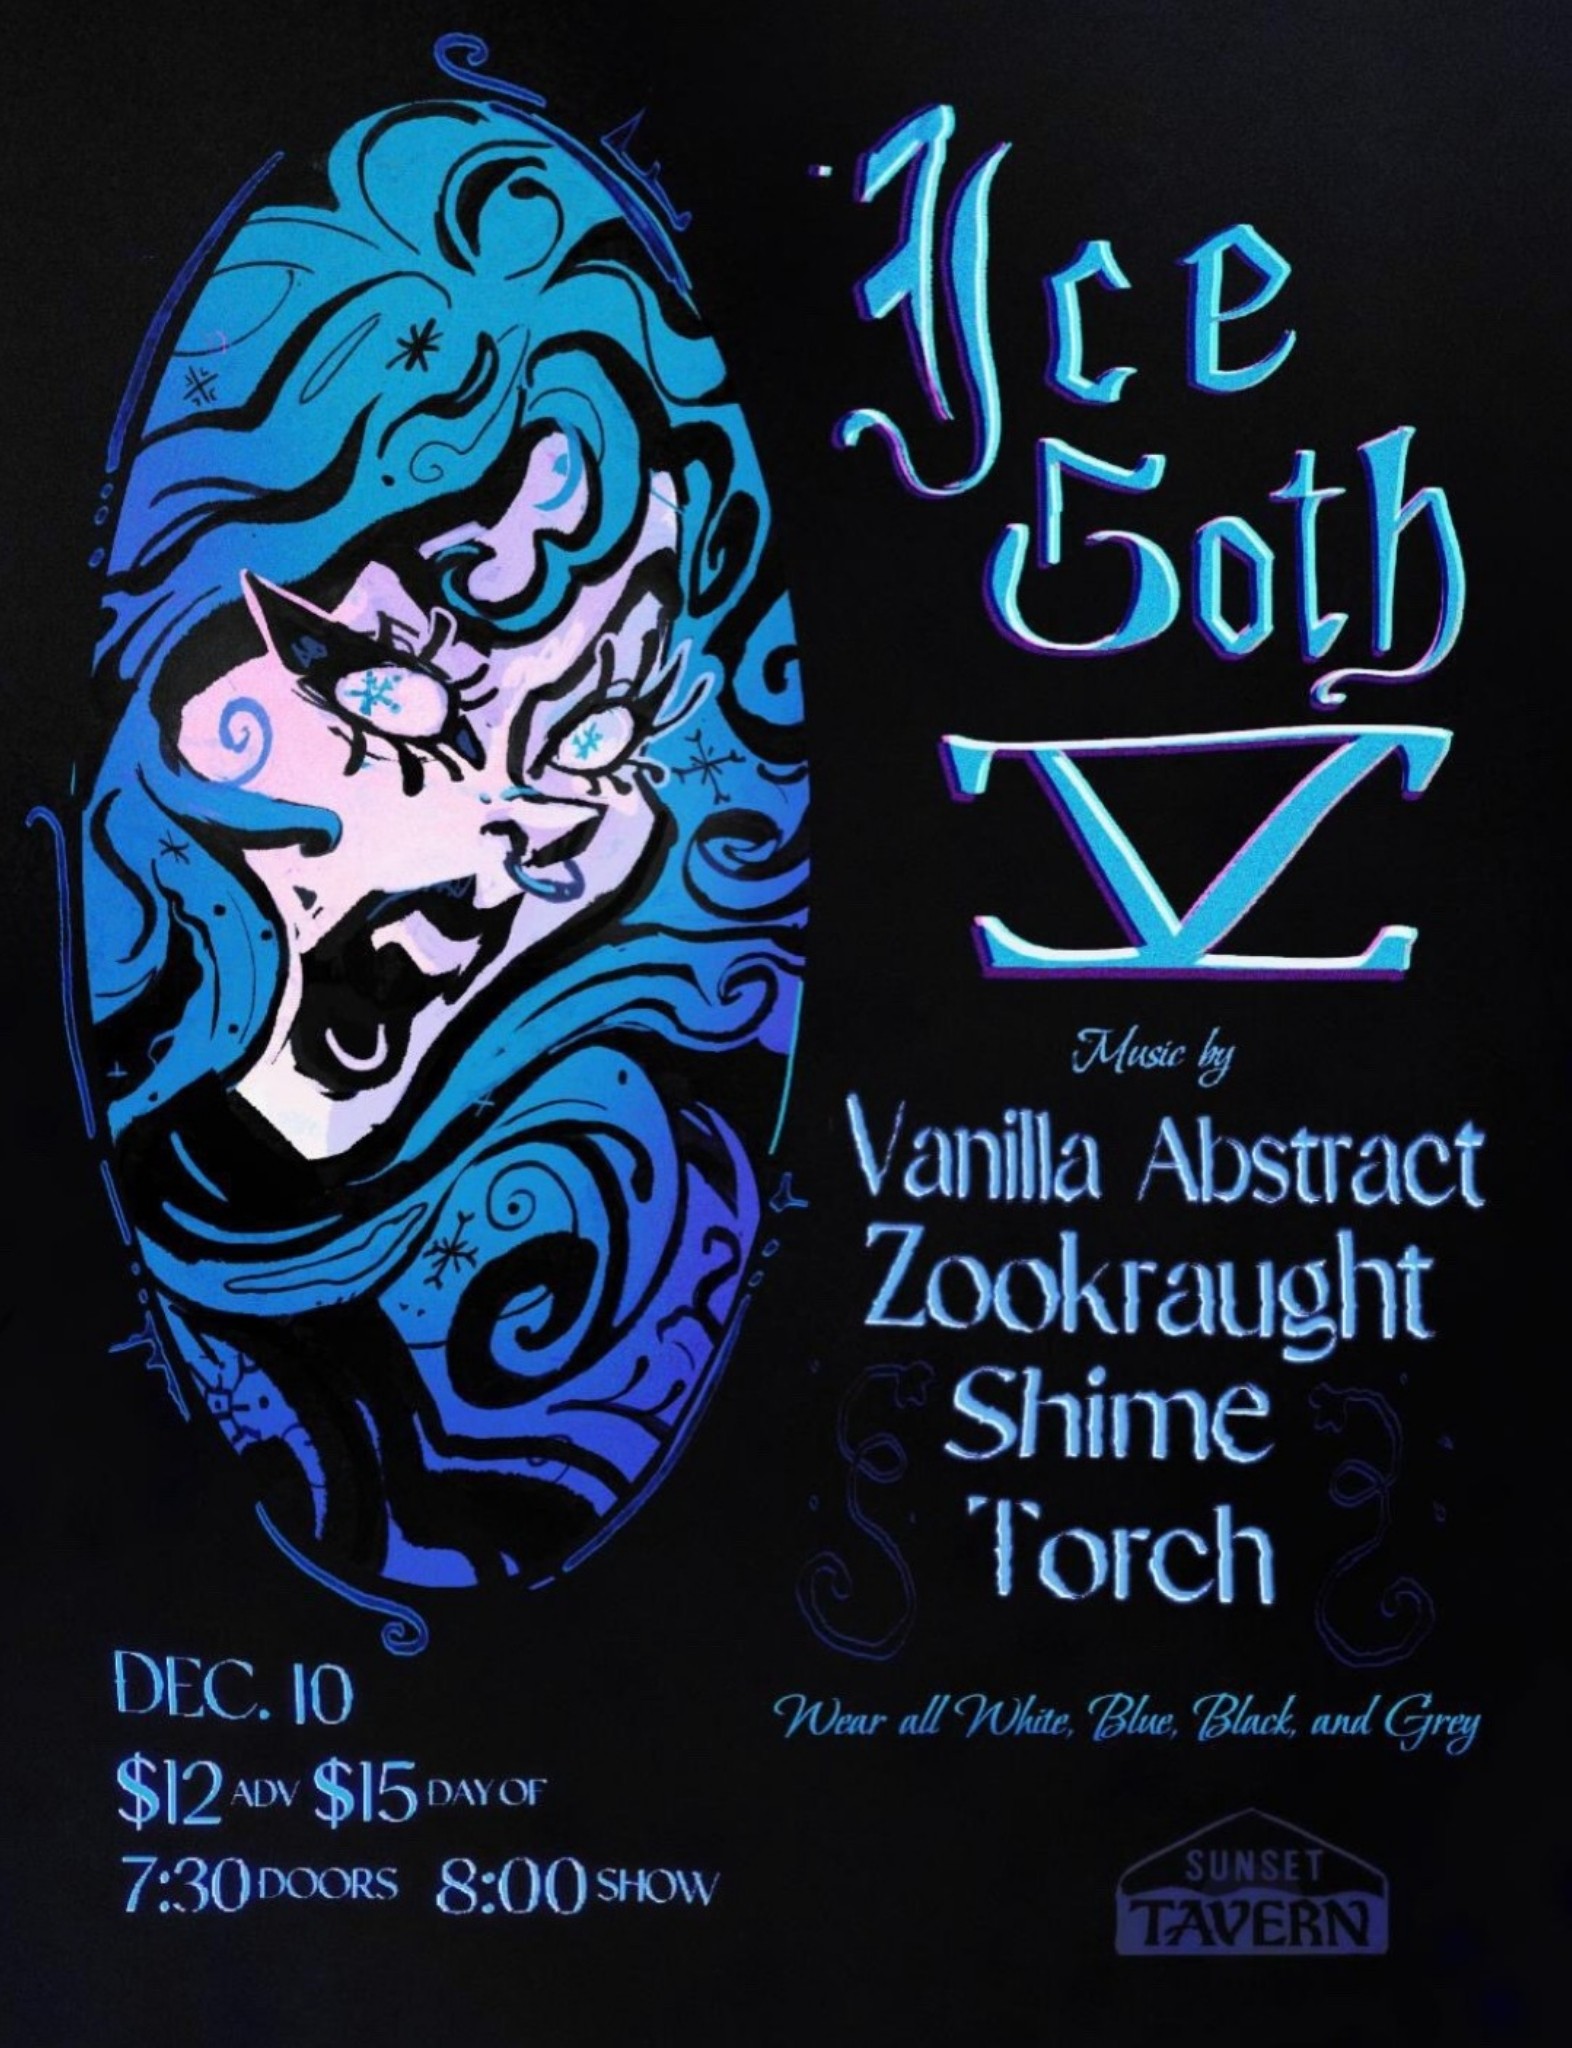 Ice
Goth
V
Music by
Vanilla Abstract
Zookraught
Shime
Torch
Wear all White, Blue, Black, and Grey
DEC. 10
$12 ADV $15 DAY OF
7:30 DOORS 8:00 SHOW
SUNSET
TAVERN